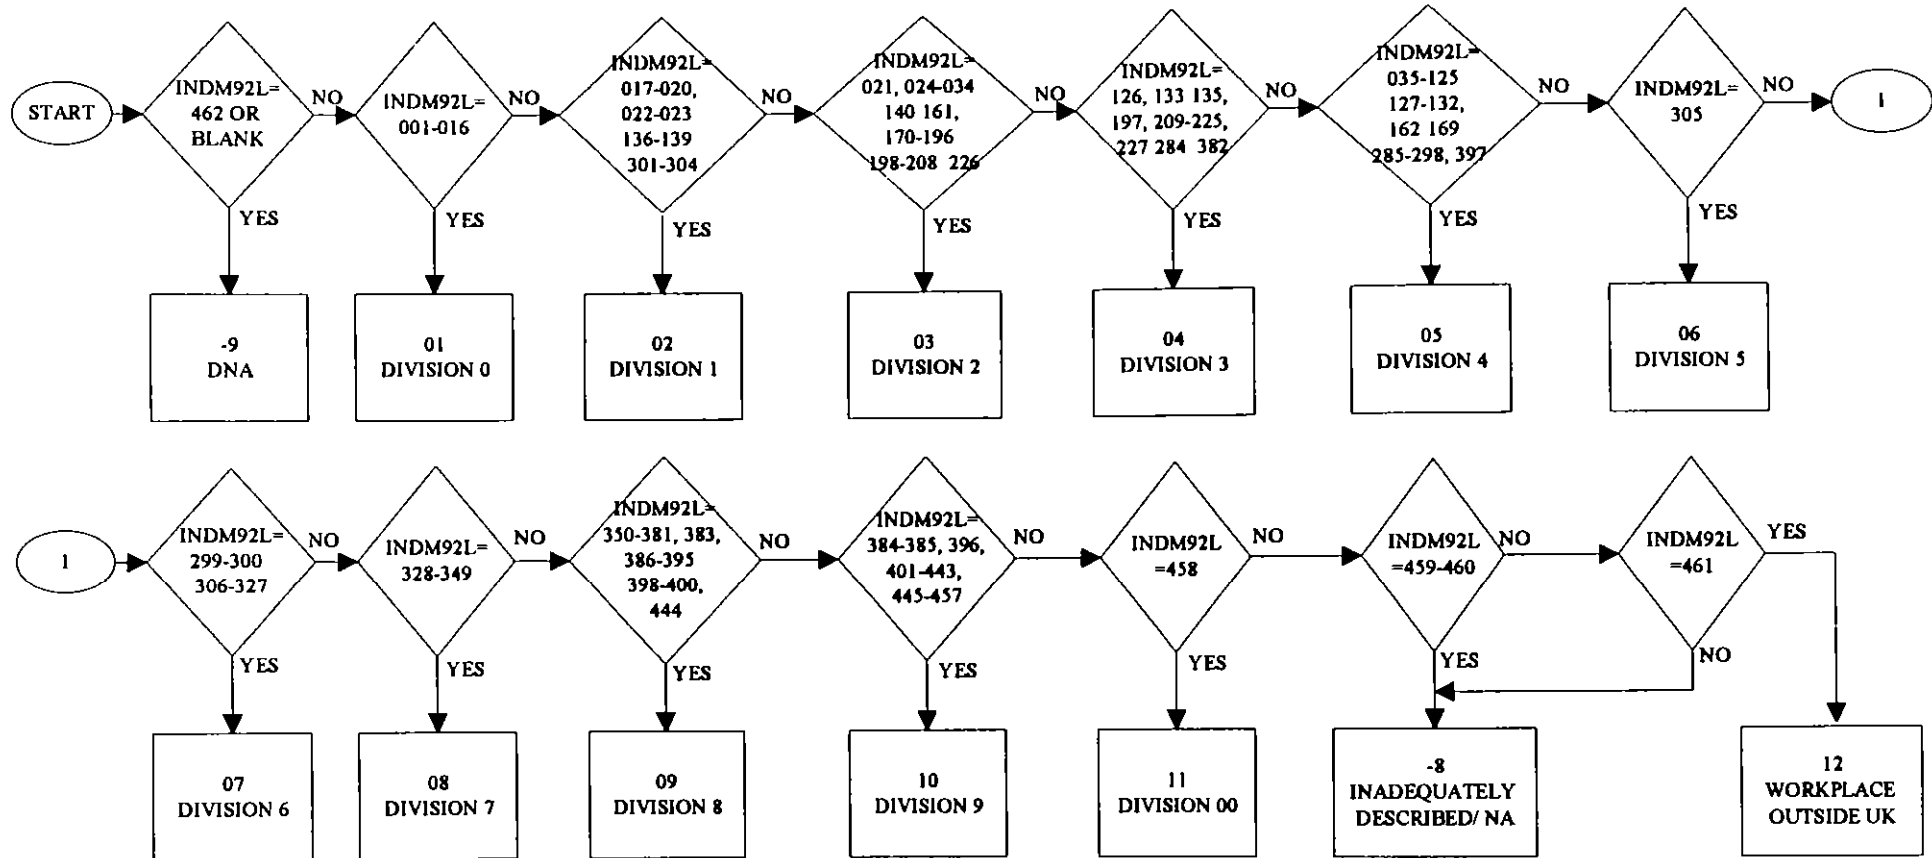 START
INDM92L=
462 OR
BLANK
NO
YES
-9
DNA
INDM92L=
001-016
NO
YES
01
DIVISION 0
INDM92L=
017-020,
022-023
136-139
301-304
NO
YES
02
DIVISION 1
INDM92L=
021, 024-034
140 161,
170-196
198-208 226
NO
YES
03
DIVISION 2
INDM92L=
126, 133 135,
197, 209-225,
227 284 382
NO
YES
04
DIVISION 3
INDM92L=
035-125
127-132,
162 169
285-298, 397
NO
YES
05
DIVISION 4
INDM92L=
305
NO
YES
06
DIVISION 5
1
1
INDM92L=
299-300
306-327
NO
YES
07
DIVISION 6
INDM92L=
328-349
NO
YES
08
DIVISION 7
INDM92L=
350-381, 383,
386-395
398-400,
444
NO
YES
09
DIVISION 8
INDM92L=
384-385, 396,
401-443,
445-457
NO
YES
10
DIVISION 9
INDM92L
=458
NO
YES
11
DIVISION 00
INDM92L
=459-460
NO
YES
-8
INADEQUATELY
DESCRIBED/ NA
INDM92L
=461
YES
NO
12
WORKPLACE
OUTSIDE UK